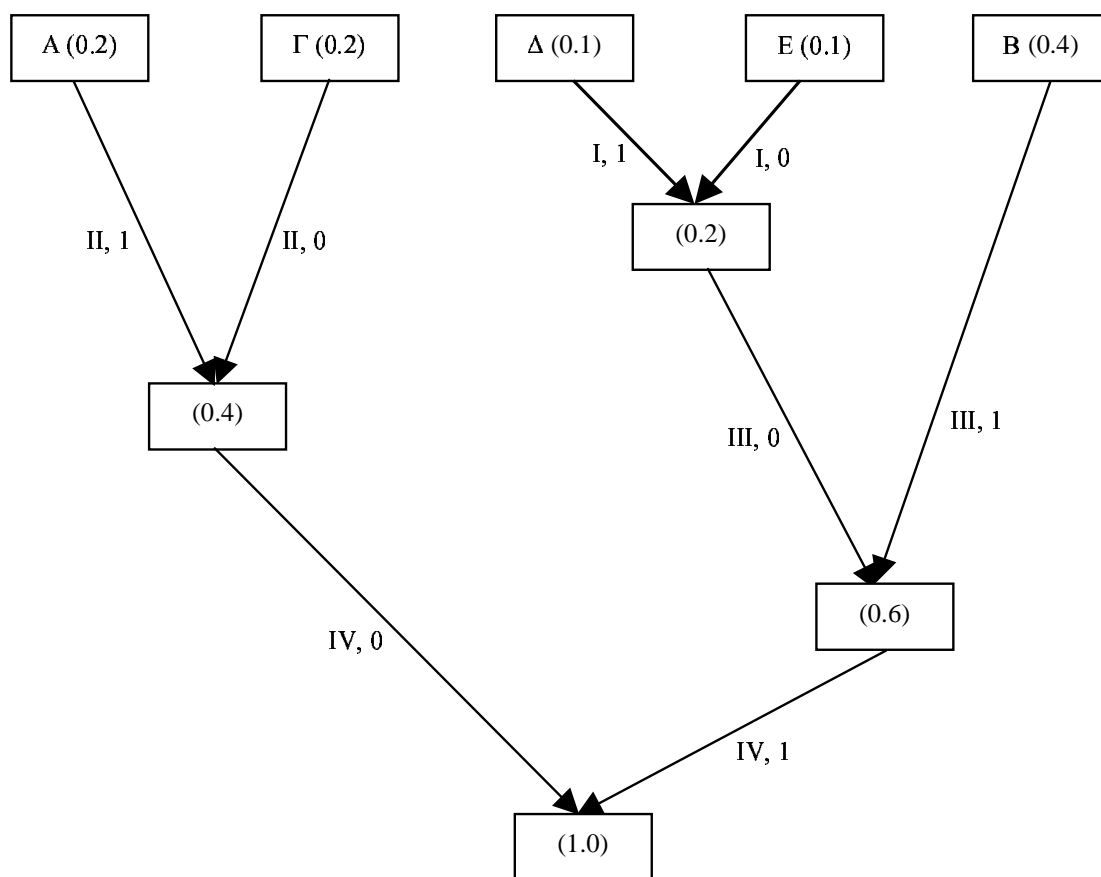 Α (0.2)
Γ (0.2)
Δ (0.1)
Ε (0.1)
Β (0.4)
I, 1
I, 0
(0.2)
II, 1
II, 0
(0.4)
III, 0
III, 1
(0.6)
IV, 0
IV, 1
(1.0)